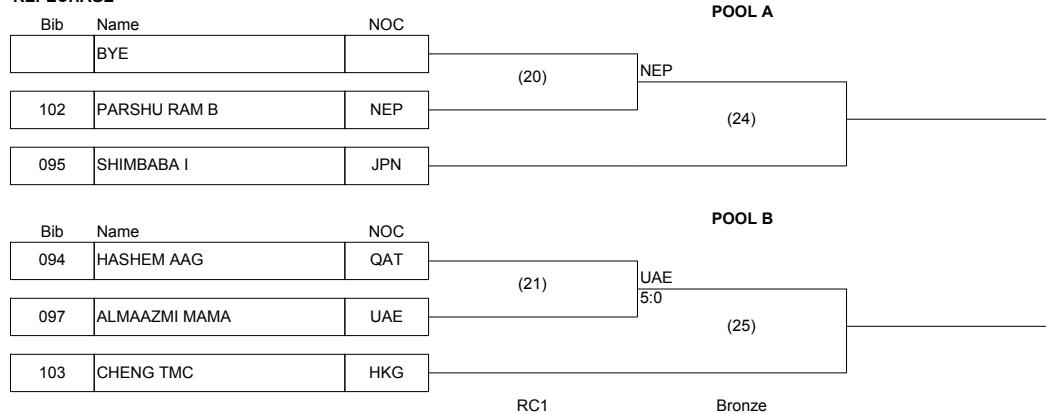 POOL A
Bib Name NOC
BYE
(20)
NEP
102 PARSHU RAM B NEP
(24)
095 SHIMBABA I JPN
POOL B
Bib Name NOC
094 HASHEM AAG QAT
(21)
UAE
5:0
097 ALMAAZMI MAMA UAE
(25)
103 CHENG TMC HKG
RC1 Bronze